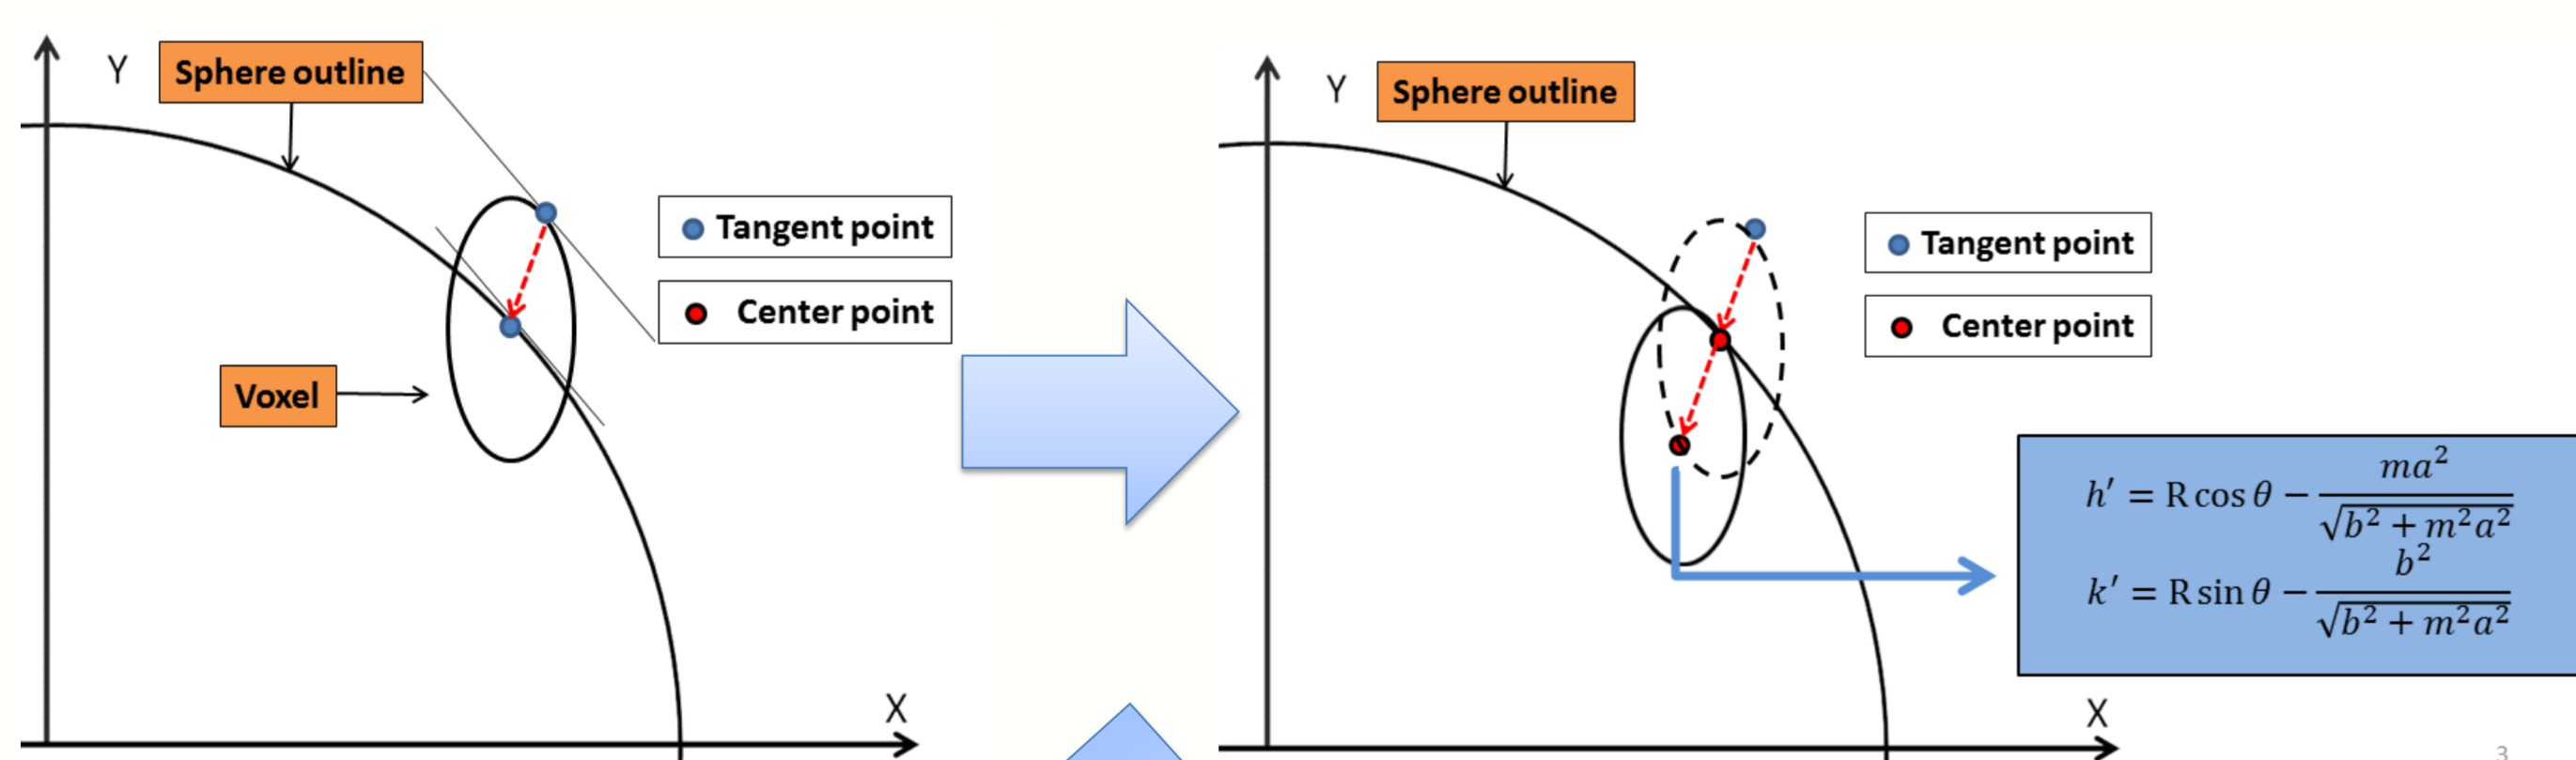 Y
Sphere outline
Tangent point
Center point
Voxel
X
Y
Sphere outline
Tangent point
Center point
h′ = R cos θ − ma² / √(b² + m²a²)
k′ = R sin θ − b² / √(b² + m²a²)
X
3